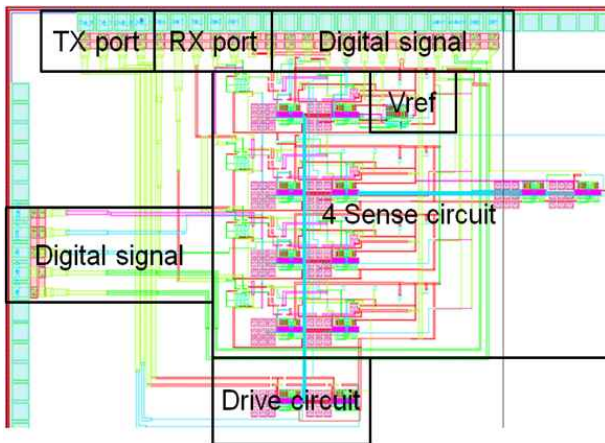 TX port RX port Digital signal
Vref
4 Sense circuit
Digital signal
Drive circuit